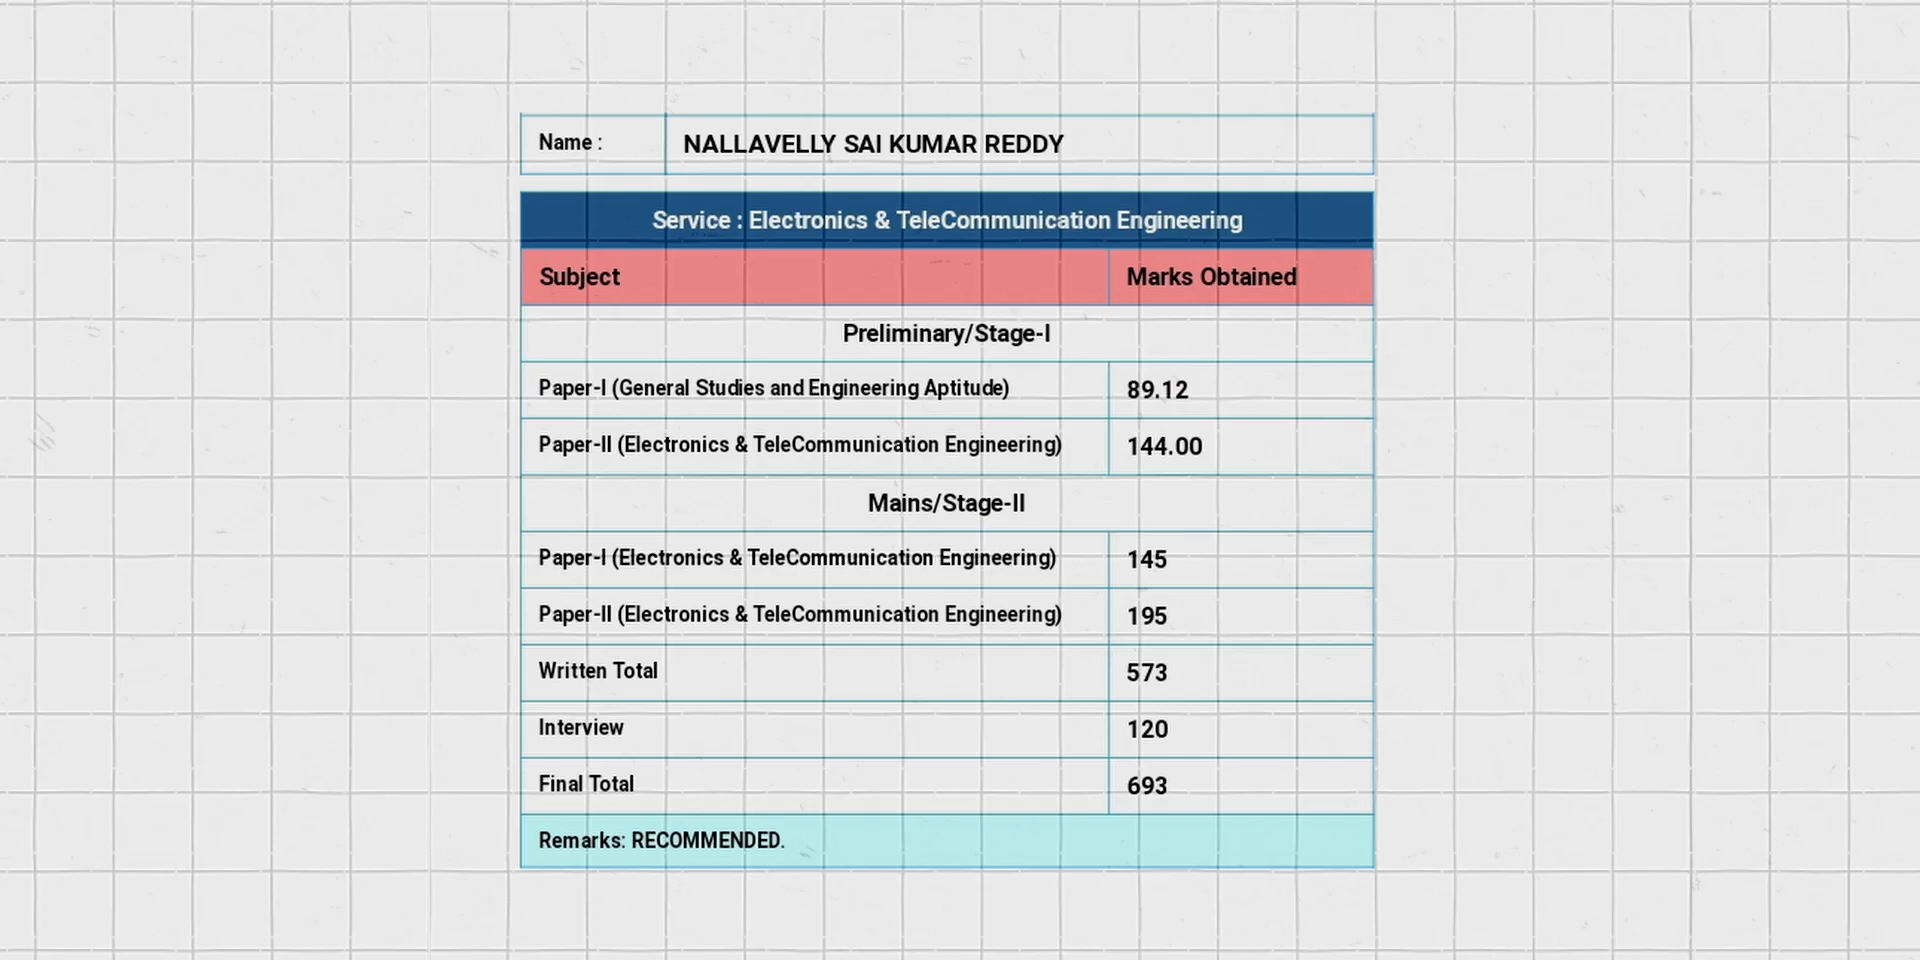 Name : NALLAVELLY SAI KUMAR REDDY
Service : Electronics & TeleCommunication Engineering
Subject Marks Obtained
Preliminary/Stage-I
Paper-I (General Studies and Engineering Aptitude) 89.12
Paper-II (Electronics & TeleCommunication Engineering) 144.00
Mains/Stage-II
Paper-I (Electronics & TeleCommunication Engineering) 145
Paper-II (Electronics & TeleCommunication Engineering) 195
Written Total 573
Interview 120
Final Total 693
Remarks: RECOMMENDED.